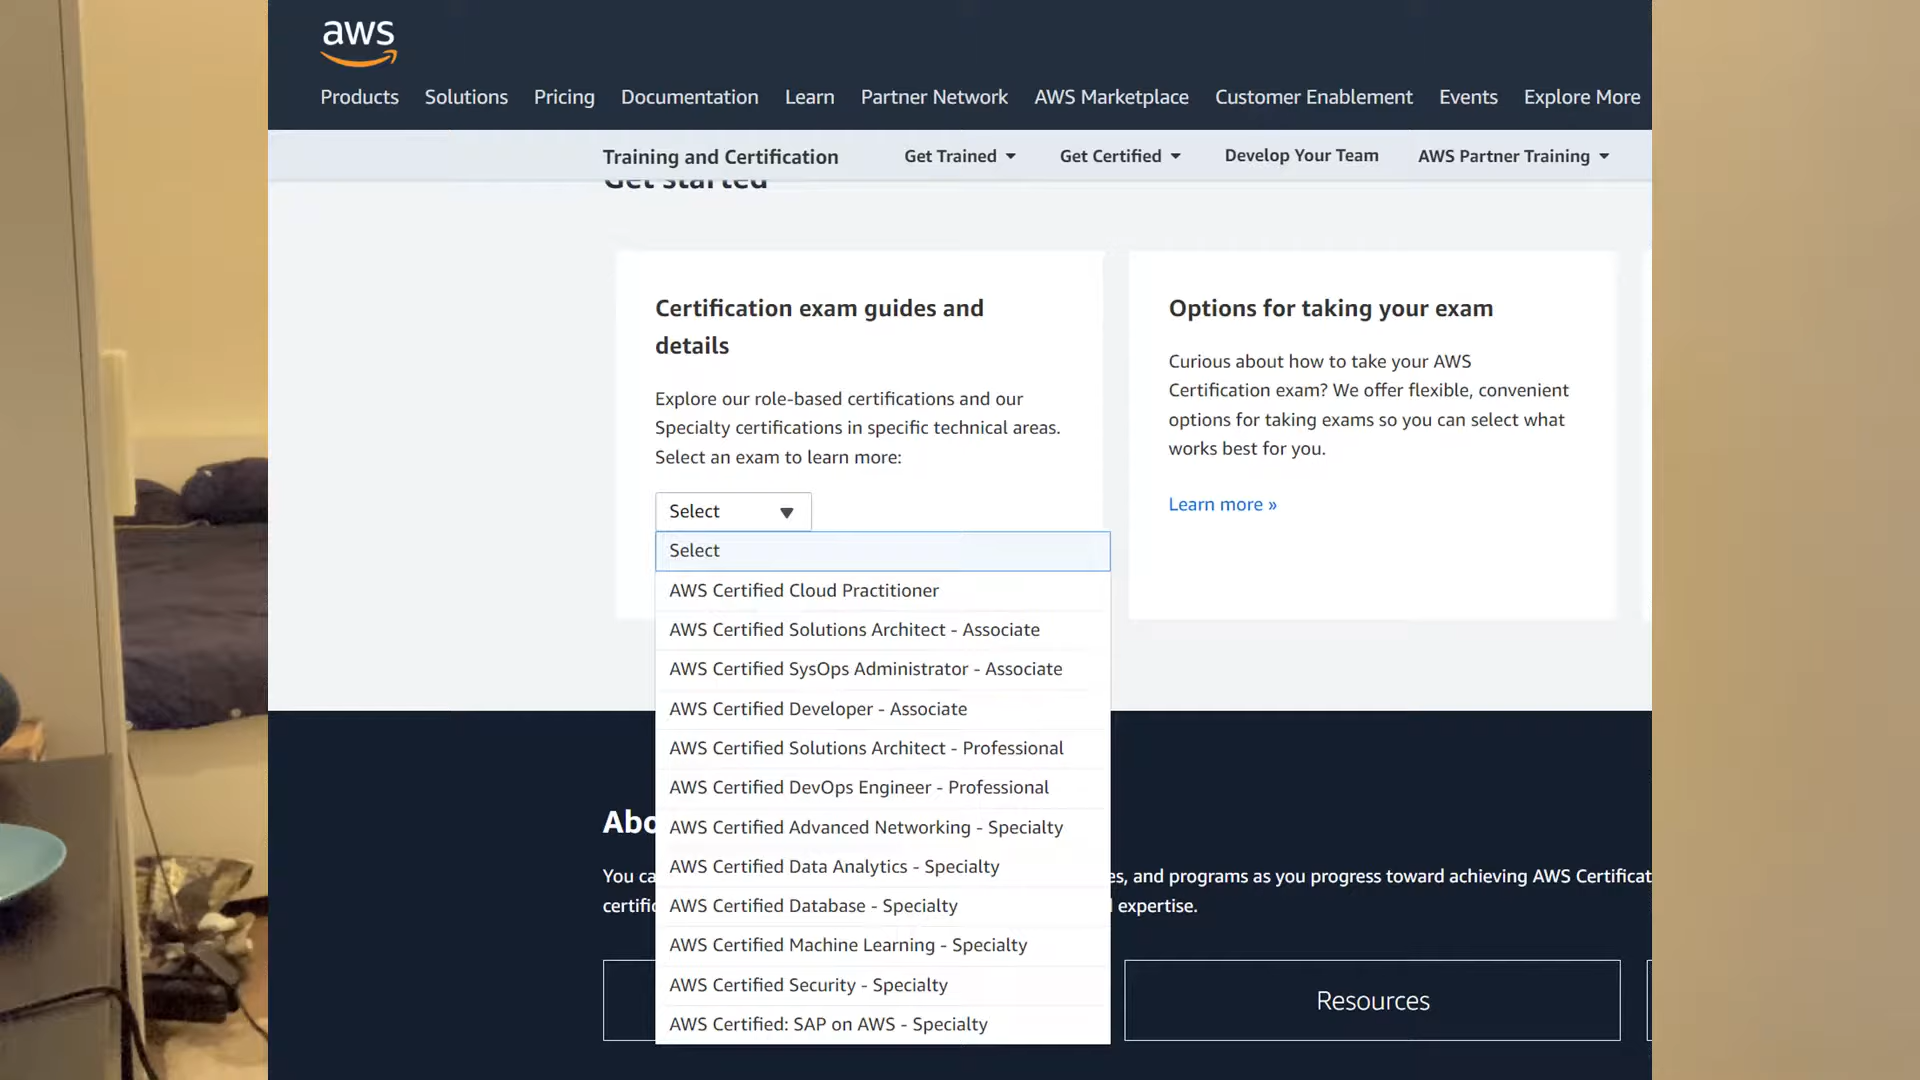 aws
Products Solutions Pricing Documentation Learn Partner Network AWS Marketplace Customer Enablement Events Explore More
Training and Certification Get Trained Get Certified Develop Your Team AWS Partner Training
Get started
Certification exam guides and
details
Explore our role-based certifications and our
Specialty certifications in specific technical areas.
Select an exam to learn more:
Select
Select
AWS Certified Cloud Practitioner
AWS Certified Solutions Architect - Associate
AWS Certified SysOps Administrator - Associate
AWS Certified Developer - Associate
AWS Certified Solutions Architect - Professional
AWS Certified DevOps Engineer - Professional
AWS Certified Advanced Networking - Specialty
AWS Certified Data Analytics - Specialty
AWS Certified Database - Specialty
AWS Certified Machine Learning - Specialty
AWS Certified Security - Specialty
AWS Certified: SAP on AWS - Specialty
Options for taking your exam
Curious about how to take your AWS
Certification exam? We offer flexible, convenient
options for taking exams so you can select what
works best for you.
Learn more »
You and programs as you progress toward achieving AWS
expertise.
Resources